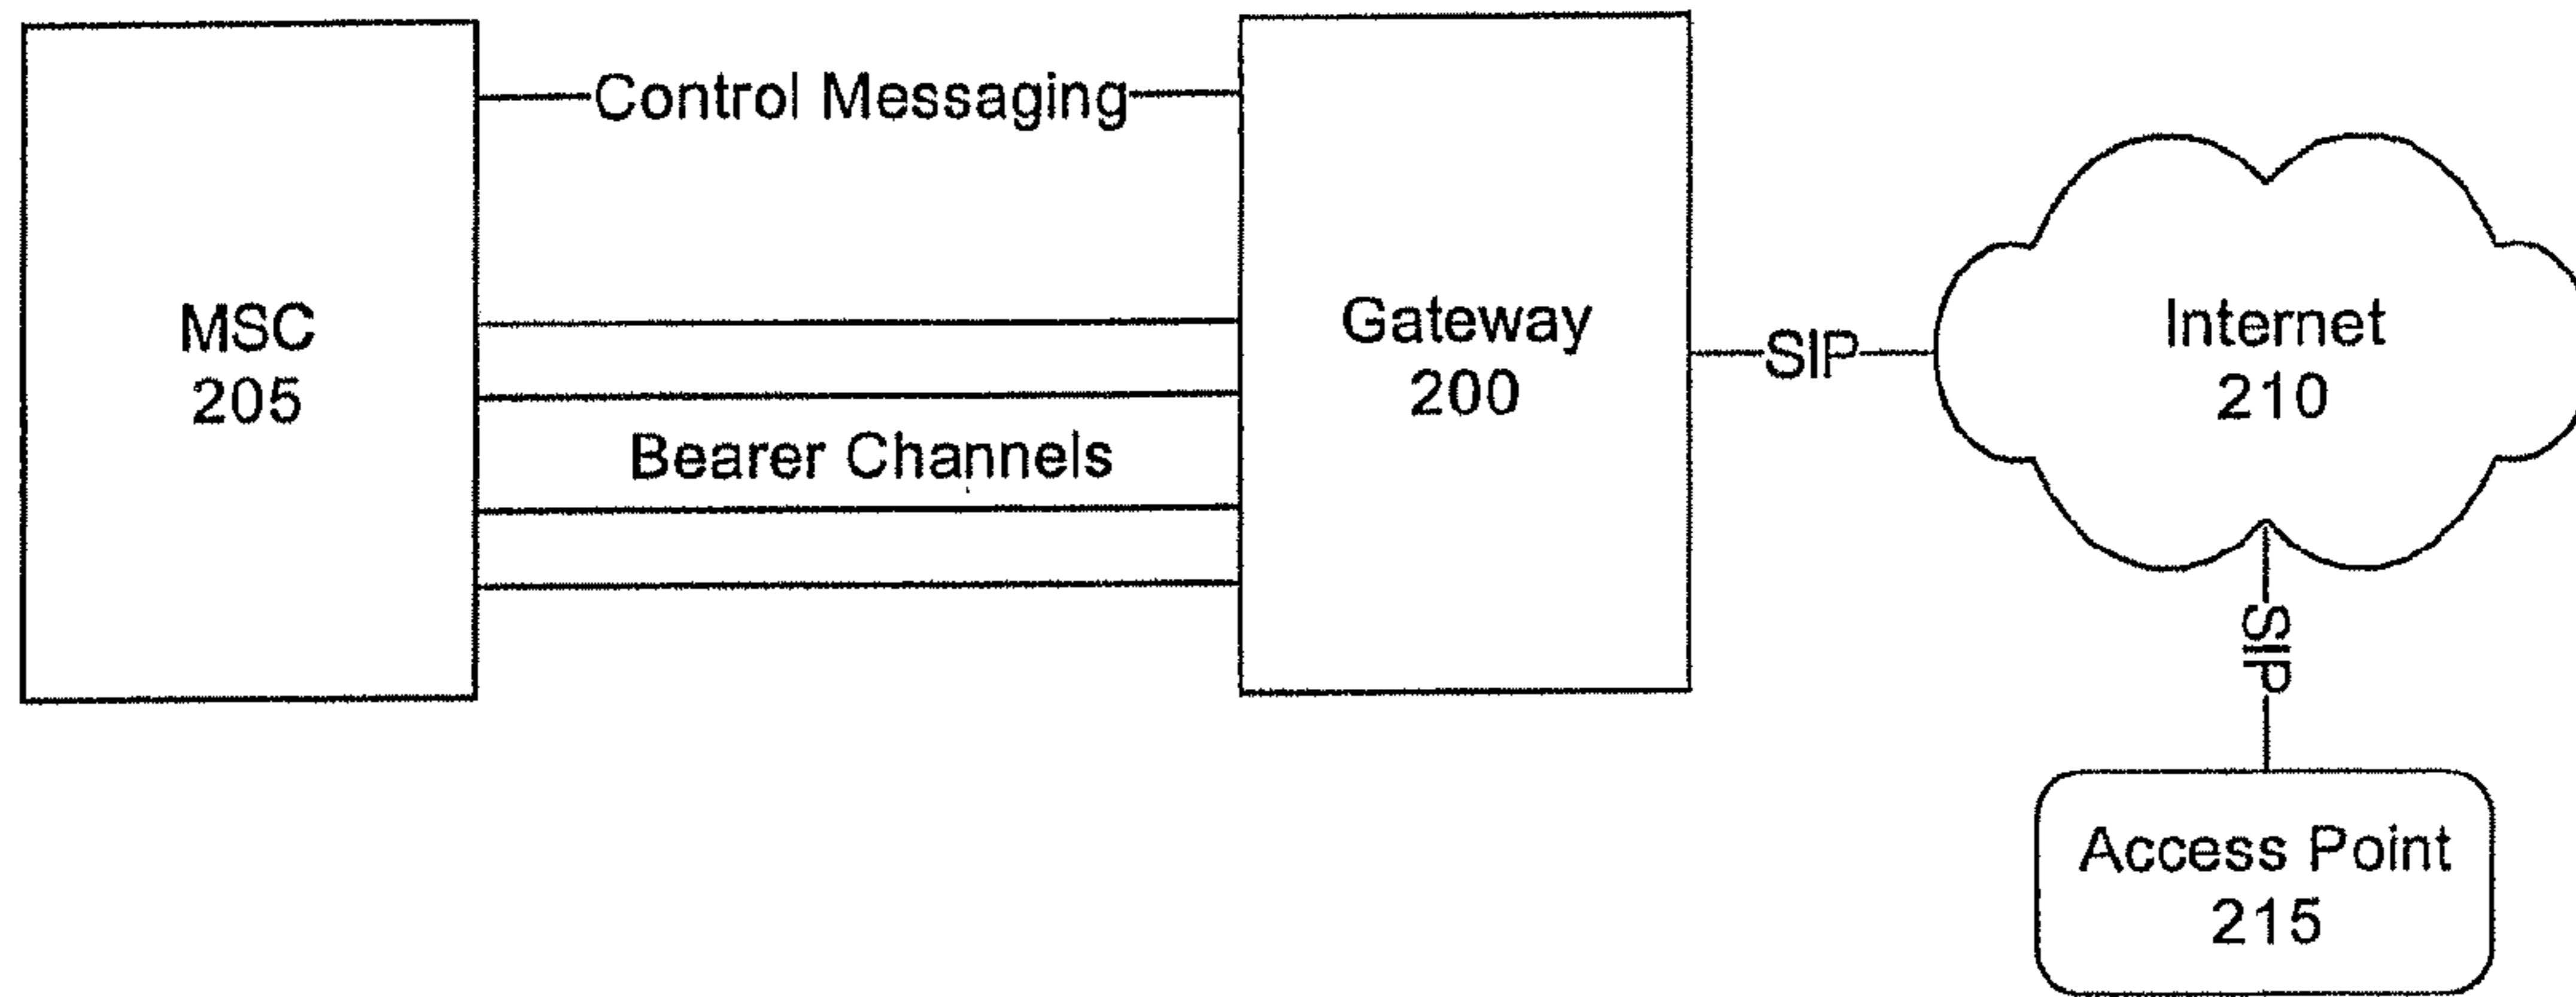 Control Messaging
MSC
205
Bearer Channels
Gateway
200
SIP
Internet
210
SIP
Access Point
215